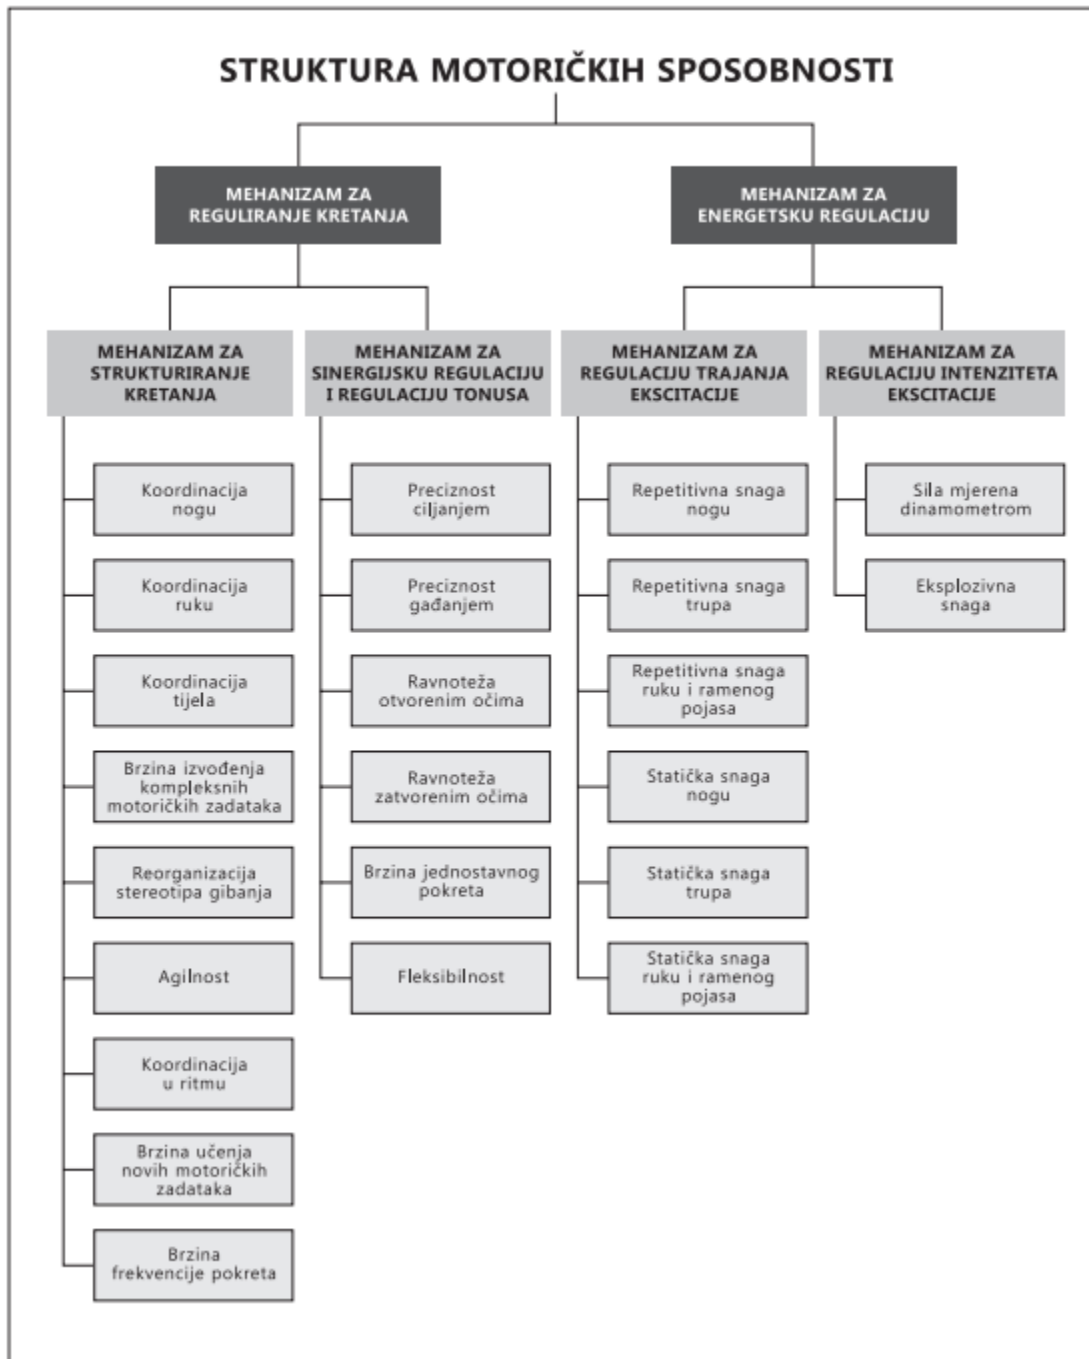 STRUKTURA MOTORIČKIH SPOSOBNOSTI
MEHANIZAM ZA
REGULIRANJE KRETANJA
MEHANIZAM ZA
ENERGETSKU REGULACIJU
MEHANIZAM ZA
STRUKTURIRANJE
KRETANJA
MEHANIZAM ZA
SINERGIJSKU REGULACIJU
I REGULACIJU TONUSA
MEHANIZAM ZA
REGULACIJU TRAJANJA
EKSCITACIJE
MEHANIZAM ZA
REGULACIJU INTENZITETA
EKSCITACIJE
Koordinacija
nogu
Koordinacija
ruku
Koordinacija
tijela
Brzina izvođenja
kompleksnih
motoričkih zadataka
Reorganizacija
stereotipa gibanja
Agilnost
Koordinacija
u ritmu
Brzina učenja
novih motoričkih
zadataka
Brzina
frekvencije pokreta
Preciznost
ciljanjem
Preciznost
gađanjem
Ravnoteža
otvorenim očima
Ravnoteža
zatvorenim očima
Brzina jednostavnog
pokreta
Fleksibilnost
Repetitivna snaga
nogu
Repetitivna snaga
trupa
Repetitivna snaga
ruku i ramenog
pojasa
Statička snaga
nogu
Statička snaga
trupa
Statička snaga
ruku i ramenog
pojasa
Sila mjerena
dinamometrom
Eksplozivna
snaga